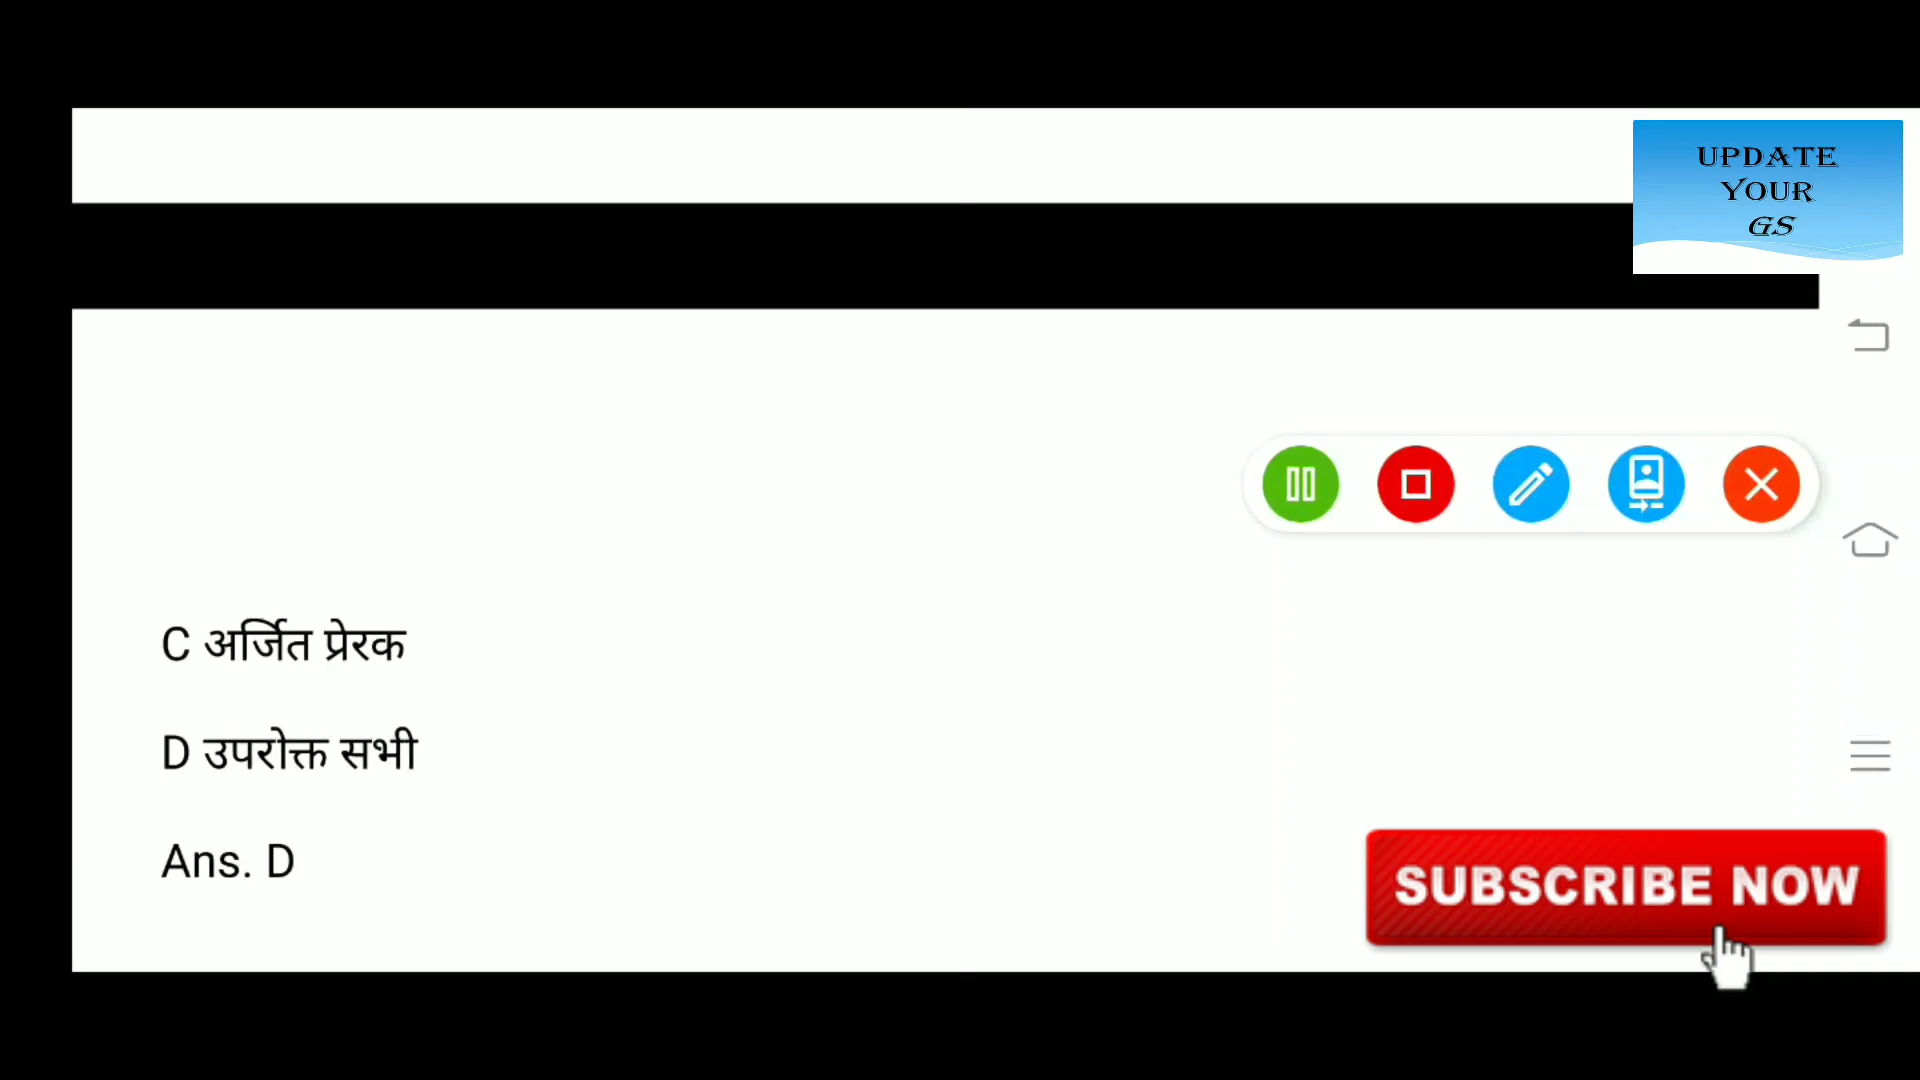 UPDATE
YOUR
GS
C अर्जित प्रेरक
D उपरोक्त सभी
Ans. D
SUBSCRIBE NOW